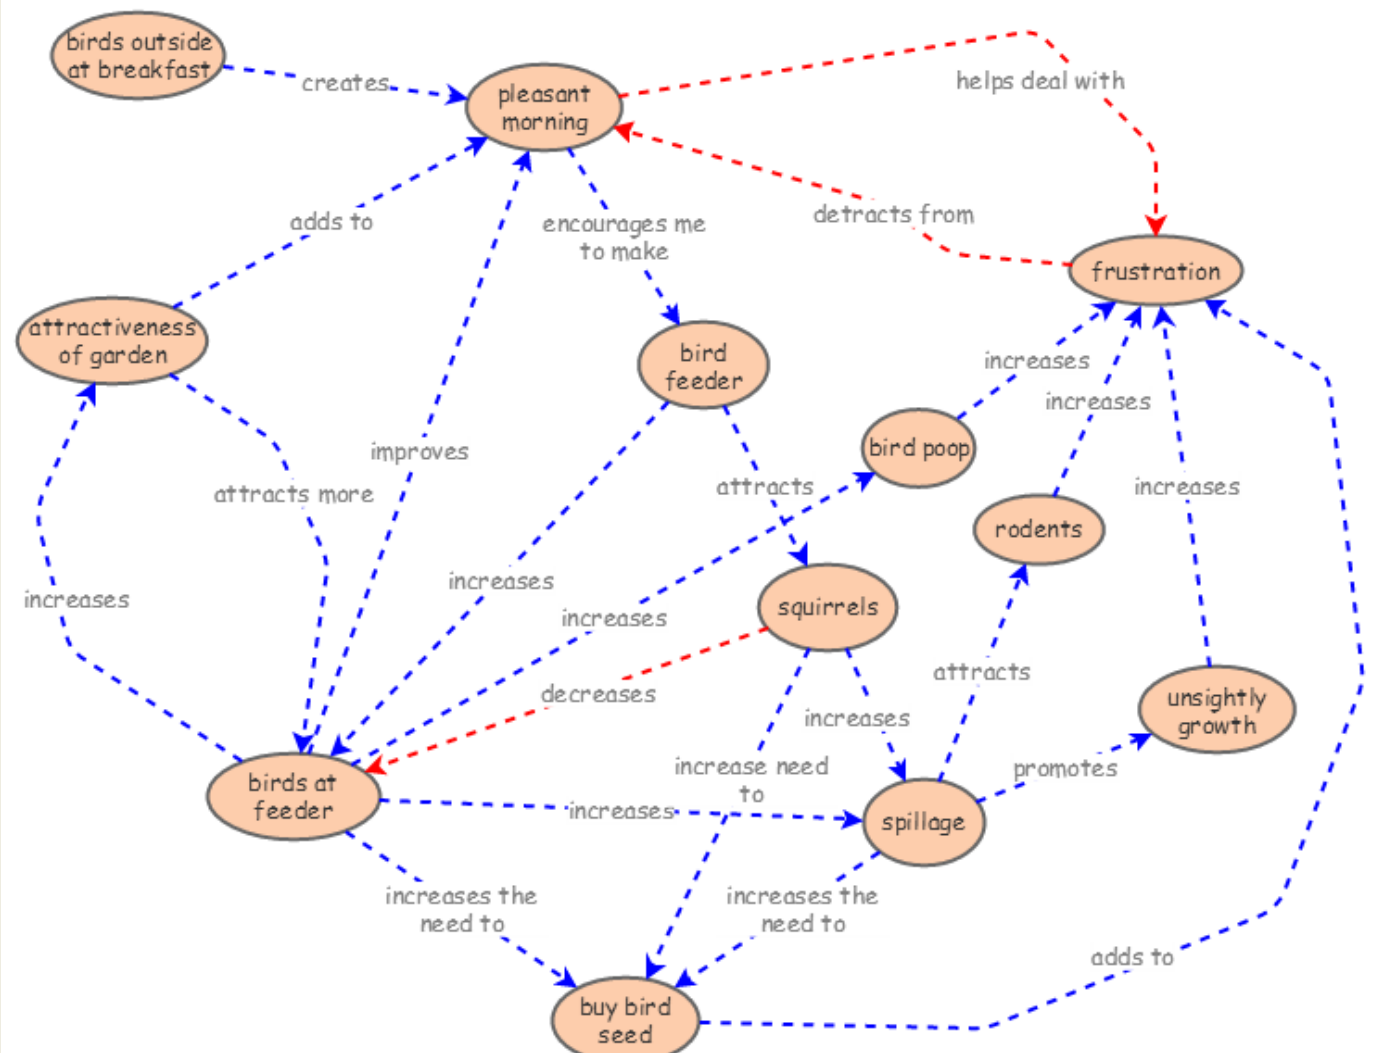 birds outside
at breakfast
creates
pleasant
morning
helps deal with
adds to
encourages me
to make
detracts from
frustration
attractiveness
of garden
bird
feeder
increases
increases
bird poop
improves
attracts more
attracts
increases
rodents
increases
increases
increases
squirrels
attracts
decreases
increases
unsightly
growth
increase need
to
promotes
birds at
feeder
increases
spillage
increases the
need to
increases the
need to
adds to
buy bird
seed